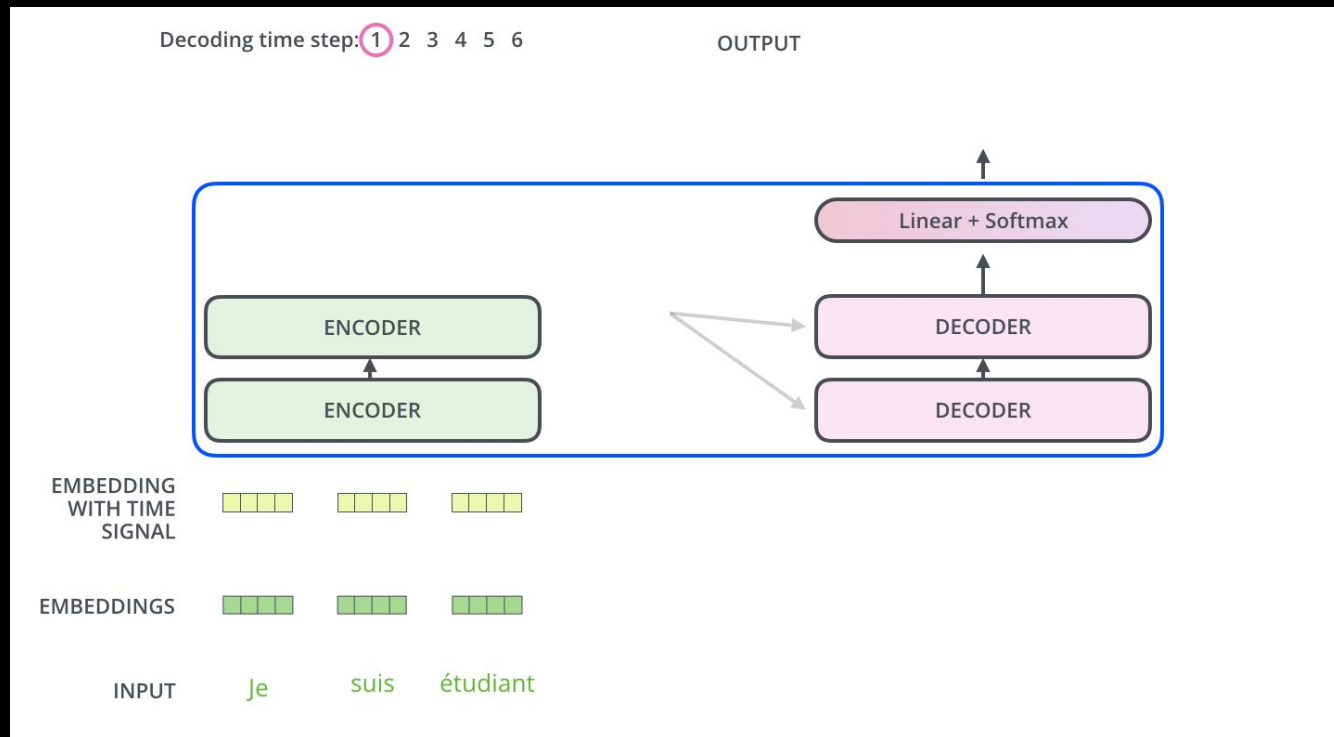 Decoding time step: 1 2 3 4 5 6
OUTPUT
Linear + Softmax
ENCODER
DECODER
ENCODER
DECODER
EMBEDDING
WITH TIME
SIGNAL
EMBEDDINGS
INPUT
Je suis étudiant